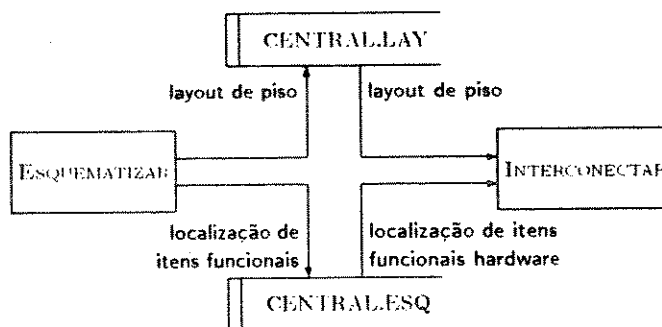 CENTRAL.LAY
layout de piso
layout de piso
ESQUEMATIZAR
INTERCONECTAR
localização de
itens funcionais
localização de itens
funcionais hardware
CENTRAL.ESQ